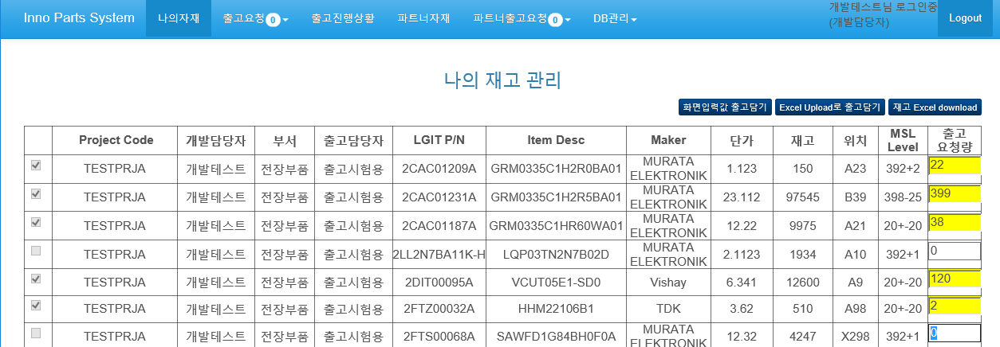 Inno Parts System 나의자재 출고요청 0 출고진행상황 파트너자재 파트너출고요청 0 DB관리 개발테스트님 로그인중 Logout
(개발담당자)
나의 재고 관리
화면입력값 출고담기 Excel Upload로 출고담기 재고 Excel download
Project Code 개발담당자 부서 출고담당자 LGIT P/N Item Desc Maker 단가 재고 위치 MSL Level 출고 요청량
TESTPRJA 개발테스트 전장부품 출고시험용 2CAC01209A GRM0335C1H2R0BA01 MURATA ELEKTRONIK 1.123 150 A23 392+2 22
TESTPRJA 개발테스트 전장부품 출고시험용 2CAC01231A GRM0335C1H2R5BA01 MURATA ELEKTRONIK 23.112 97545 B39 398-25 399
TESTPRJA 개발테스트 전장부품 출고시험용 2CAC01187A GRM0335C1HR60WA01 MURATA ELEKTRONIK 12.22 9975 A21 20+-20 38
TESTPRJA 개발테스트 전장부품 출고시험용 2LL2N7BA11K-H LQP03TN2N7B02D MURATA ELEKTRONIK 2.1123 1934 A10 392+1 0
TESTPRJA 개발테스트 전장부품 출고시험용 2DIT00095A VCUT05E1-SD0 Vishay 6.341 12600 A9 20+-20 120
TESTPRJA 개발테스트 전장부품 출고시험용 2FTZ00032A HHM22106B1 TDK 3.62 510 A98 20+-20 2
TESTPRJA 개발테스트 전장부품 출고시험용 2FTS00068A SAWFD1G84BH0F0A MURATA ELEKTRONIK 12.32 4247 X298 392+1 0